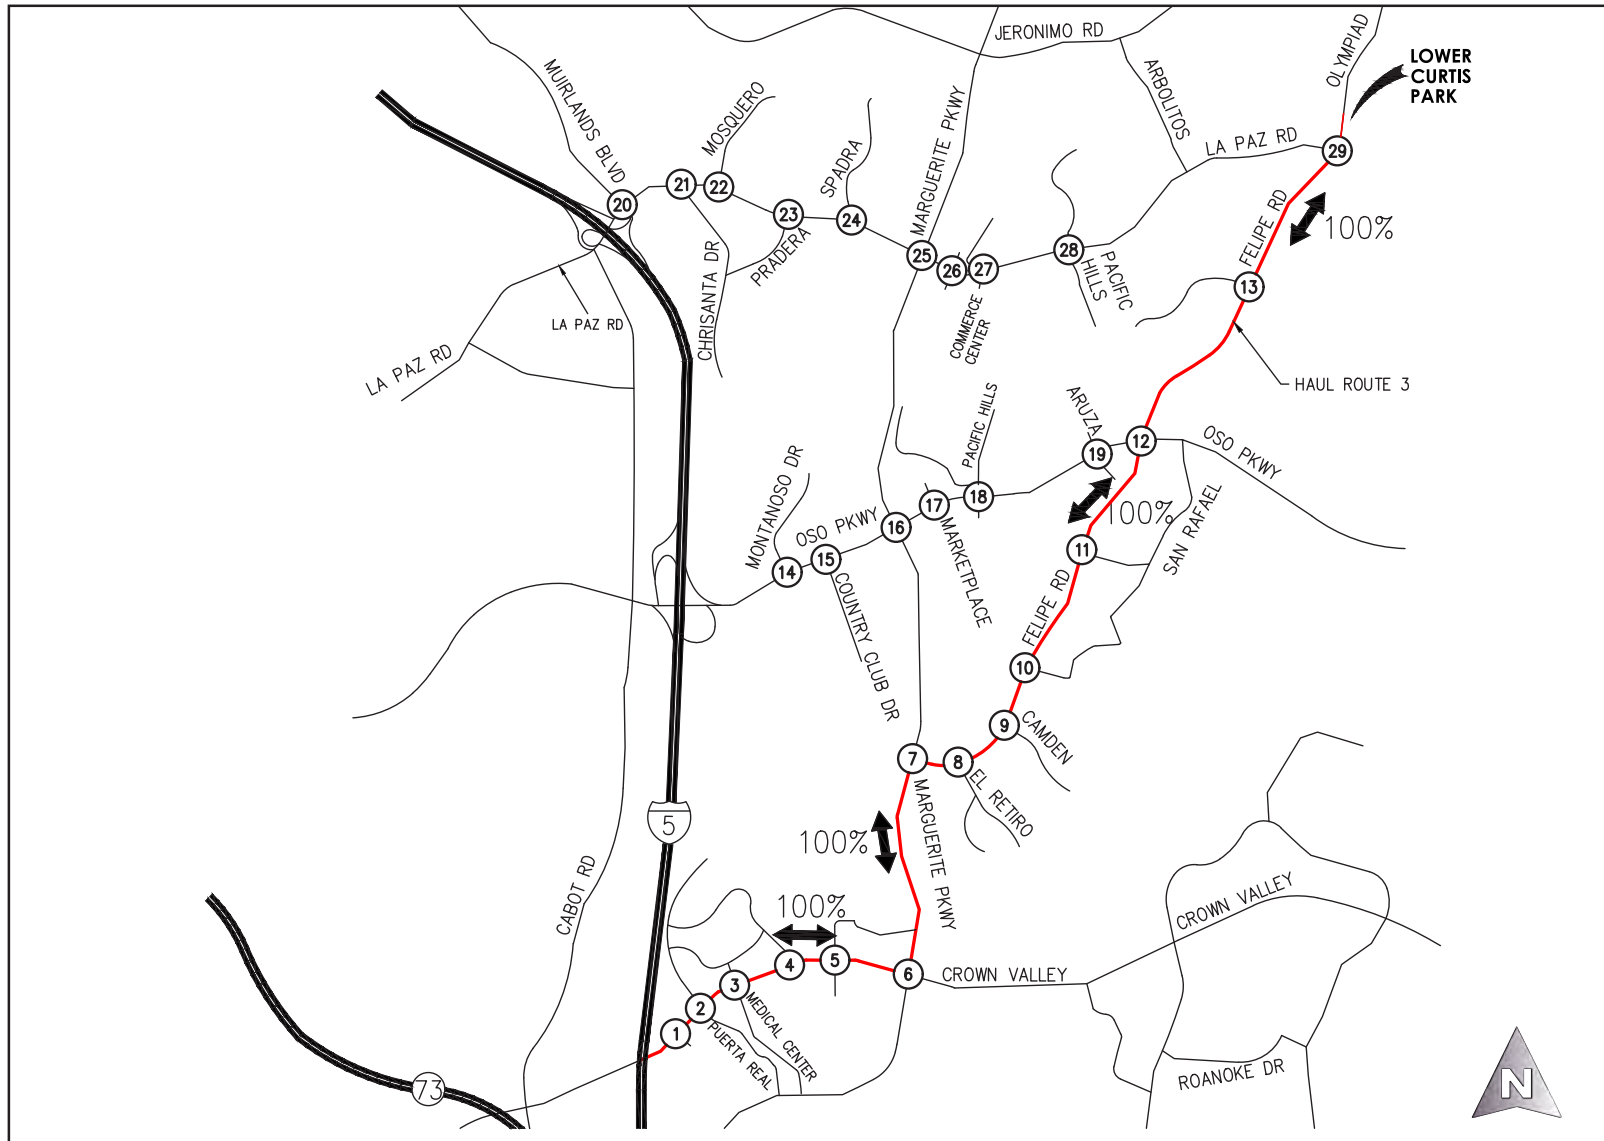 JERONIMO RD
OLYMPIAD
LOWER
CURTIS
PARK
MUIRLANDS BLVD
MOSQUERO
SPADRA
MARGUERITE PKWY
ARBOLITOS
LA PAZ RD
29
20
21
22
23
24
25
26
27
28
FELIPE RD
100%
13
PRADERA
CHRISANTA DR
COMMERCE
CENTER
PACIFIC
HILLS
LA PAZ RD
LA PAZ RD
HAUL ROUTE 3
ARUZA
PACIFIC HILLS
12
19
OSO PKWY
MONTANOSO DR
OSO PKWY
18
17
16
15
14
100%
SAN RAFAEL
MARKETPLACE
11
COUNTRY CLUB DR
FELIPE RD
10
9
CAMDEN
7
8
EL RETIRO
MARGUERITE PKWY
100%
5
CABOT RD
100%
CROWN VALLEY
4
5
6
CROWN VALLEY
3
2
1
MEDICAL CENTER
PUERTA REAL
73
ROANOKE DR
N